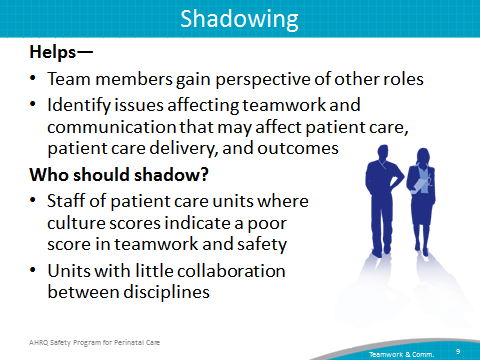 Shadowing
Helps—
• Team members gain perspective of other roles
• Identify issues affecting teamwork and
communication that may affect patient care,
patient care delivery, and outcomes
Who should shadow?
• Staff of patient care units where
culture scores indicate a poor
score in teamwork and safety
• Units with little collaboration
between disciplines
AHRQ Safety Program for Perinatal Care
Teamwork & Comm. 9